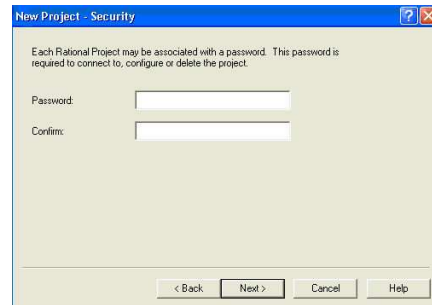 New Project - Security
Each Rational Project may be associated with a password. This password is
required to connect to, configure or delete the project.
Password:
Confirm:
< Back Next > Cancel Help